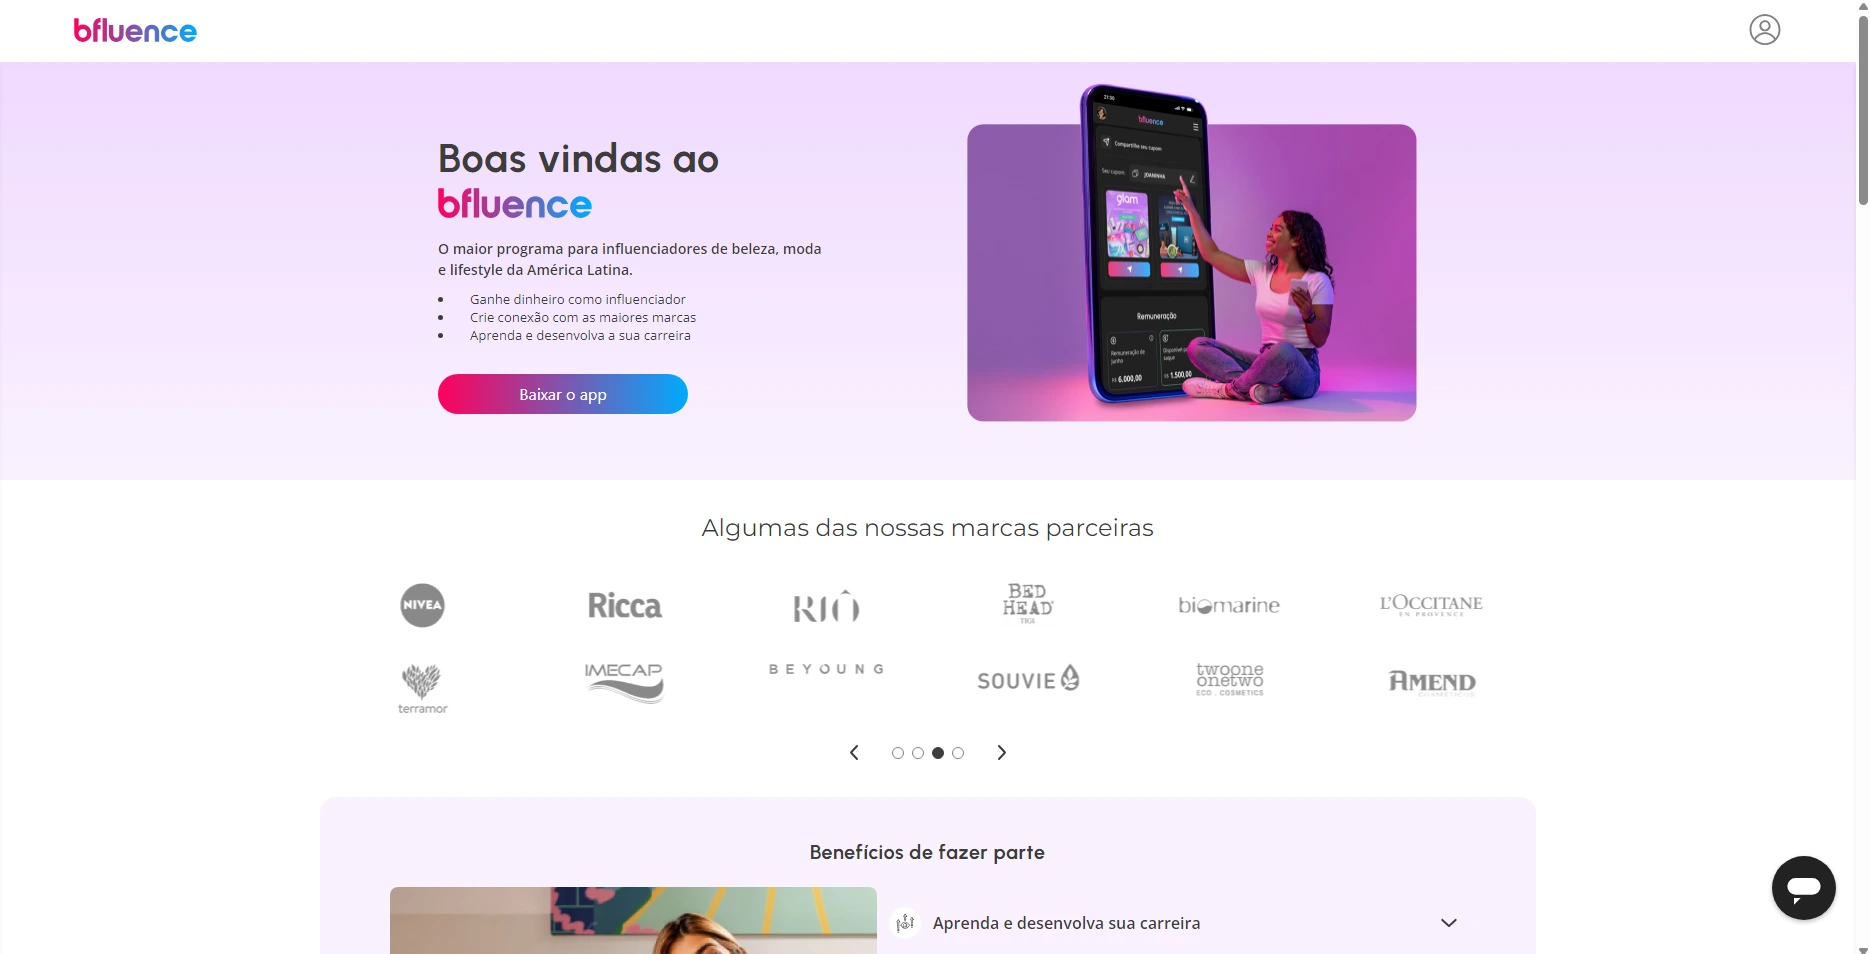 bfluence
Boas vindas ao
bfluence
O maior programa para influenciadores de beleza, moda
e lifestyle da América Latina.
Ganhe dinheiro como influenciador
Crie conexão com as maiores marcas
Aprenda e desenvolva a sua carreira
Baixar o app
21:30
bfluence
Compartilhe seu cupom
Seu cupom:
JOANINHA
glam
Remuneração
Remuneração de
Junho
R$ 6.000,00
Disponível p
saque
R$ 1.500,00
Algumas das nossas marcas parceiras
NIVEA
Ricca
RIÔ
BED
HEAD
TIGI
biomarine
L'OCCITANE
EN PROVENCE
terramor
IMECAP
BEYOUNG
SOUVIE
twoone
onetwo
ECO . COSMETICS
AMEND
COSMÉTICOS
Benefícios de fazer parte
Aprenda e desenvolva sua carreira